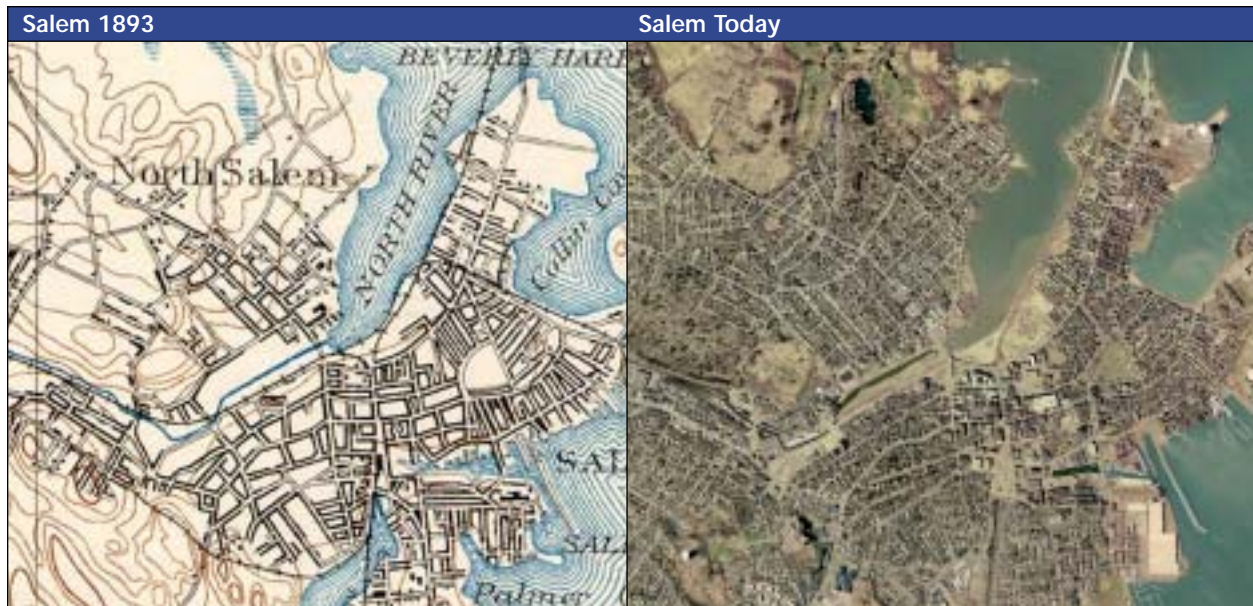 Salem 1893
Salem Today
BEVERLY HARB
North Salem
NORTH RIVER
SAL
SAL
Palmer